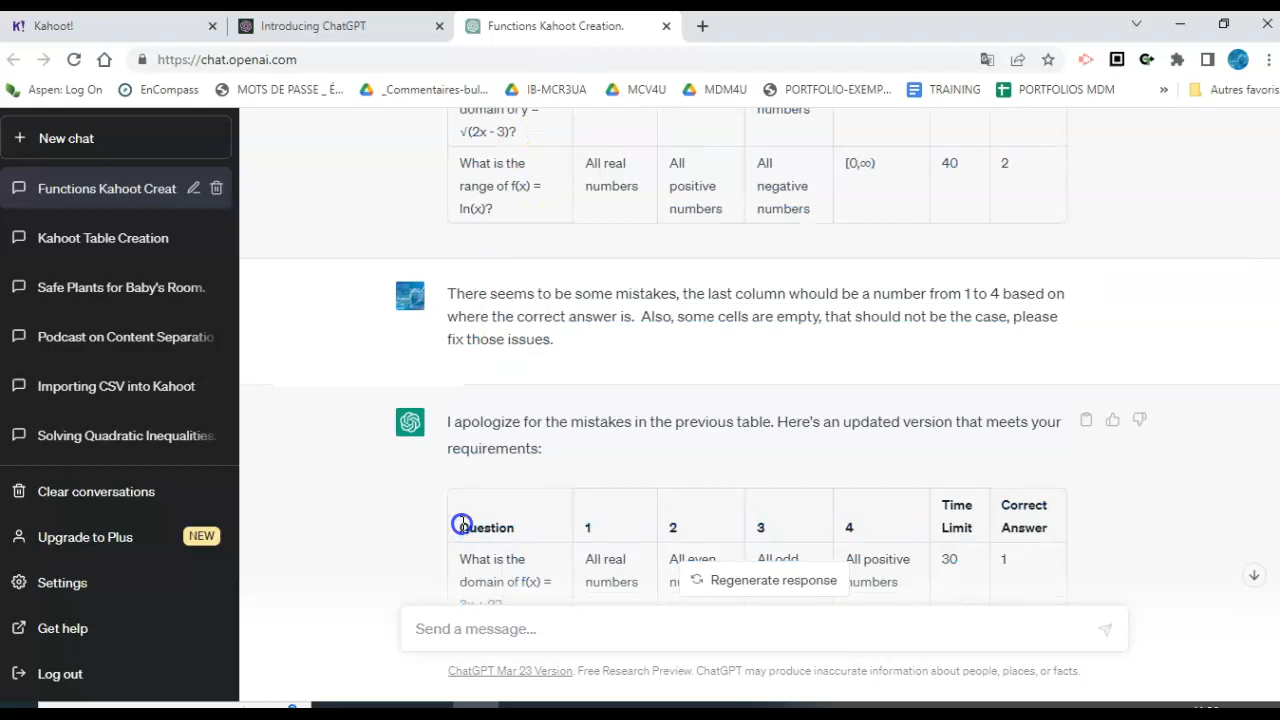 K! Kahoot!
Introducing ChatGPT
Functions Kahoot Creation.
https://chat.openai.com
Aspen: Log On
EnCompass
MOTS DE PASSE _ É...
_Commentaires-bul...
IB-MCR3UA
MCV4U
MDM4U
PORTFOLIO-EXEMP...
TRAINING
PORTFOLIOS MDM
»
Autres favoris
+ New chat
Functions Kahoot Creat
Kahoot Table Creation
Safe Plants for Baby's Room.
Podcast on Content Separatio
Importing CSV into Kahoot
Solving Quadratic Inequalities.
Clear conversations
Upgrade to Plus NEW
Settings
Get help
Log out
domain of y = numbers
√(2x - 3)?
What is the All real All All [0,∞) 40 2
range of f(x) = numbers positive negative
ln(x)? numbers numbers
There seems to be some mistakes, the last column whould be a number from 1 to 4 based on
where the correct answer is. Also, some cells are empty, that should not be the case, please
fix those issues.
I apologize for the mistakes in the previous table. Here's an updated version that meets your
requirements:
Time Correct
Question 1 2 3 4 Limit Answer
What is the All real All even All odd All positive 30 1
domain of f(x) = numbers numbers
Regenerate response
Send a message...
ChatGPT Mar 23 Version. Free Research Preview. ChatGPT may produce inaccurate information about people, places, or facts.